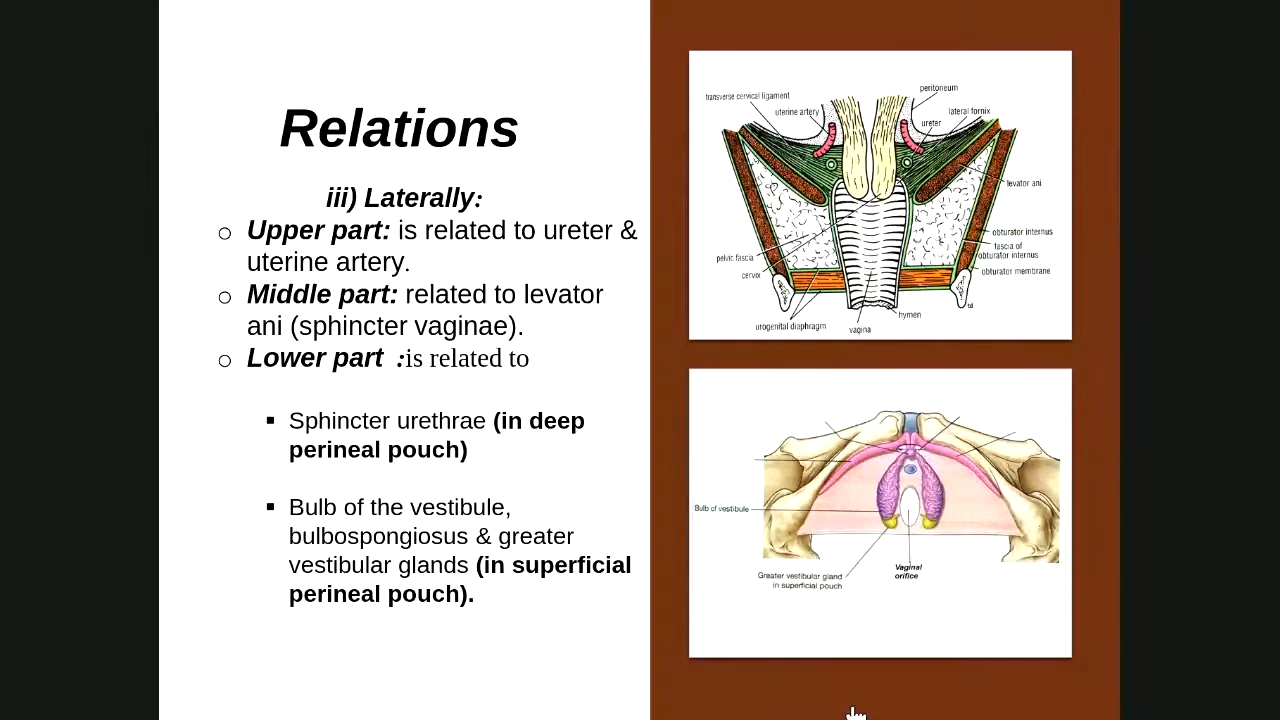 Relations
iii) Laterally:
Upper part: is related to ureter &
uterine artery.
Middle part: related to levator
ani (sphincter vaginae).
Lower part :is related to
Sphincter urethrae (in deep
perineal pouch)
Bulb of the vestibule,
bulbospongiosus & greater
vestibular glands (in superficial
perineal pouch).
peritoneum
transverse cervical ligament
uterine artery
lateral fornix
ureter
levator ani
obturator internus
fascia of
obturator internus
obturator membrane
pelvic fascia
cervix
hymen
urogenital diaphragm
vagina
td
Bulb of vestibule
Vaginal
orifice
Greater vestibular gland
in superficial pouch